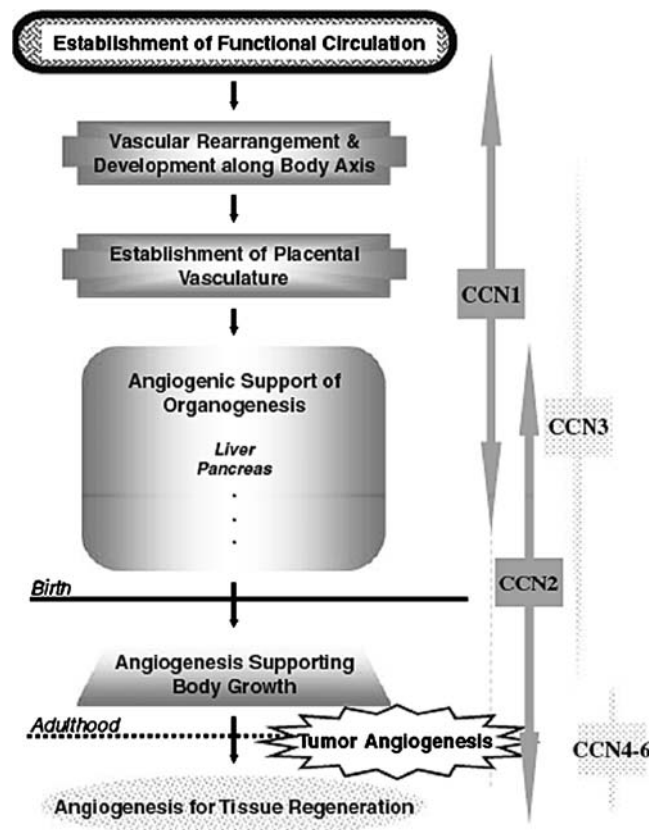 Establishment of Functional Circulation
Vascular Rearrangement &
Development along Body Axis
Establishment of Placental
Vasculature
CCN1
Angiogenic Support of
Organogenesis
CCN3
Liver
Pancreas
CCN2
Birth
Angiogenesis Supporting
Body Growth
Adulthood
Tumor Angiogenesis
CCN4-6
Angiogenesis for Tissue Regeneration